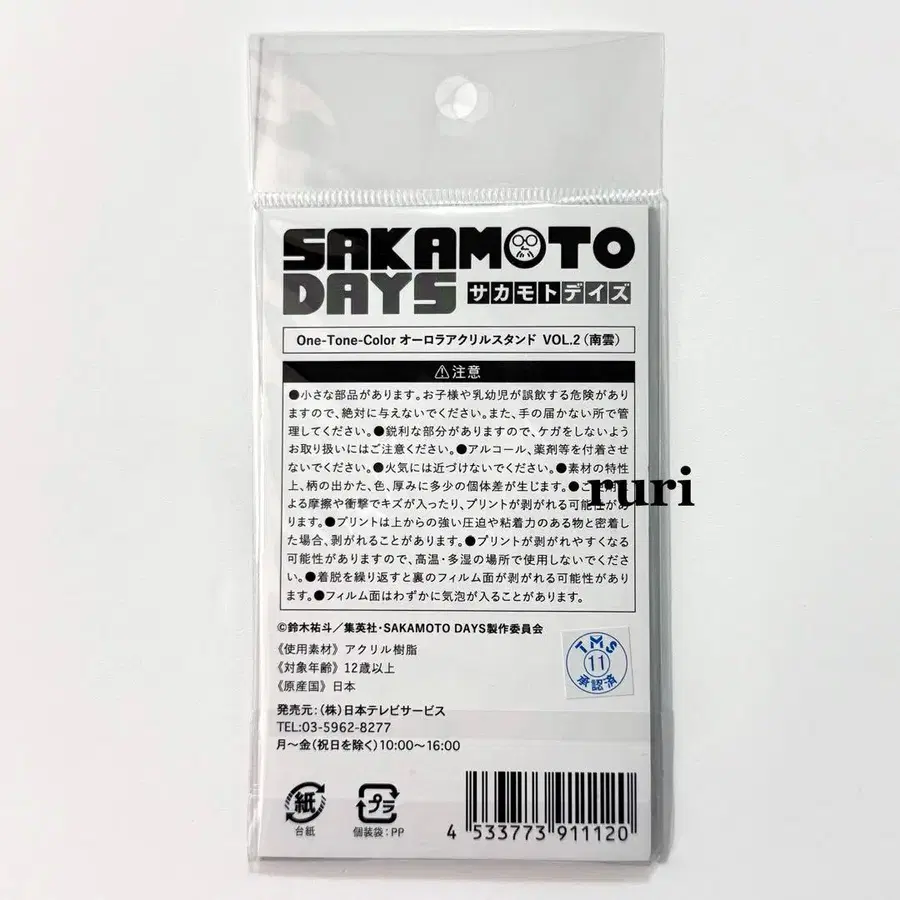 SAKAMOTO
DAYS サカモトデイズ
One-Tone-Color オーロラアクリルスタンド VOL.2（南雲）
⚠注意
●小さな部品があります。お子様や乳幼児が誤飲する危険があり
ますので、絶対に与えないでください。また、手の届かない所で管
理してください。●鋭利な部分がありますので、ケガをしないよう
お取り扱いにはご注意ください。●アルコール、薬剤等を付着させ
ないでください。●火気には近づけないでください。●素材の特性
上、柄の出かた、色、厚みに多少の個体差が生じます。●ご使用に
よる摩擦や衝撃でキズが入ったり、プリントが剥がれる可能性があ
ります。●プリントは上からの強い圧迫や粘着力のある物と密着し
た場合、剥がれることがあります。●プリントが剥がれやすくなる
可能性がありますので、高温・多湿の場所で使用しないでくださ
い。●着脱を繰り返すと裏のフィルム面が剥がれる可能性があり
ます。●フィルム面はわずかに気泡が入ることがあります。
・ruri
©鈴木祐斗／集英社・SAKAMOTO DAYS製作委員会
《使用素材》アクリル樹脂
《対象年齢》12歳以上
《原産国》日本
TMS
11
承認済
発売元：（株）日本テレビサービス
TEL:03-5962-8277
月～金（祝日を除く）10:00～16:00
紙
台紙
プラ
個装袋：PP
4 533773 911120